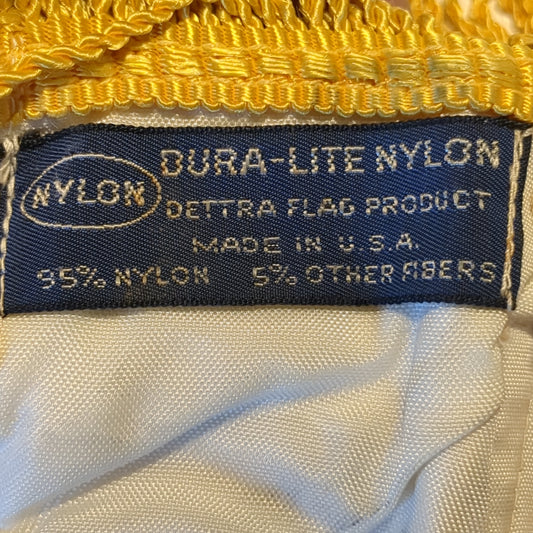 DURA-LITE NYLON
NYLON
DETTRA FLAG PRODUCT
MADE IN U.S.A.
95% NYLON 5% OTHER FIBERS